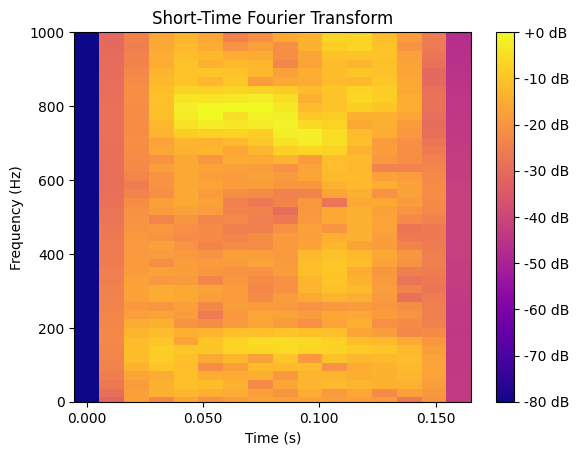 Short-Time Fourier Transform
1000
800
600
400
200
0
Frequency (Hz)
0.000
0.050
0.100
0.150
Time (s)
+0 dB
-10 dB
-20 dB
-30 dB
-40 dB
-50 dB
-60 dB
-70 dB
-80 dB